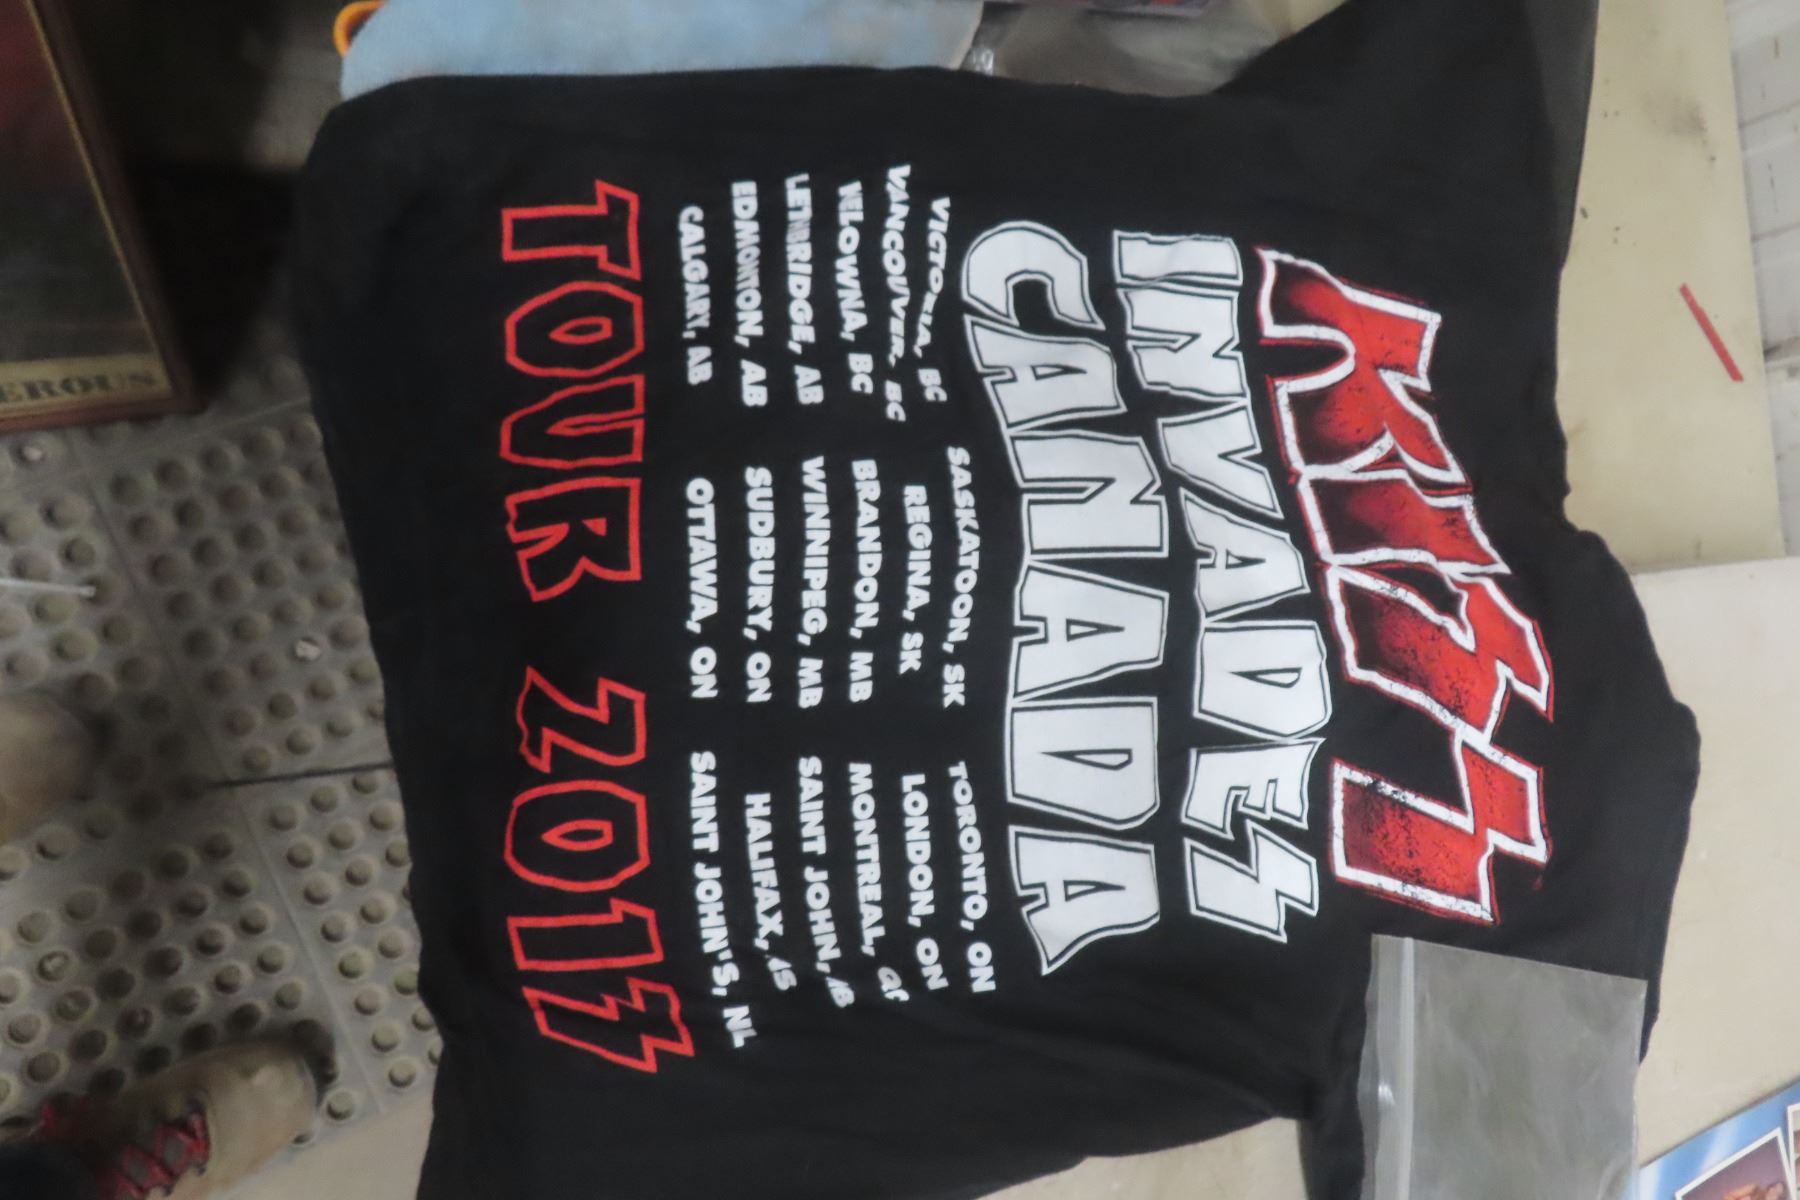 KISS
INVADES
CANADA
VICTORIA, BC
VANCOUVER, BC
KELOWNA, BC
LETHBRIDGE, AB
EDMONTON, AB
CALGARY, AB
SASKATOON, SK
REGINA, SK
BRANDON, MB
WINNIPEG, MB
SUDBURY, ON
OTTAWA, ON
TORONTO, ON
LONDON, ON
MONTREAL, QC
SAINT JOHN, NB
HALIFAX, NS
SAINT JOHN'S, NL
TOUR 2013
EROUS